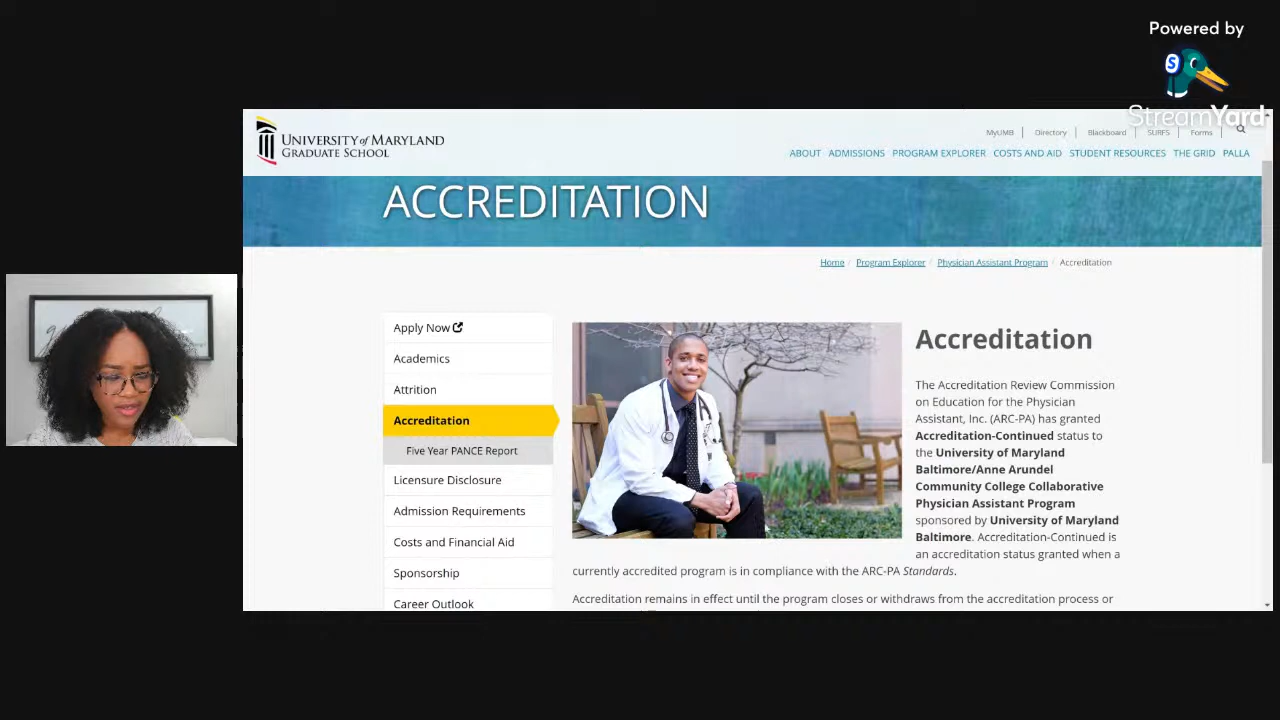 Powered by
StreamYard
UNIVERSITY of MARYLAND
GRADUATE SCHOOL
MyUMB | Directory | Blackboard | SURFS | Forms |
ABOUT ADMISSIONS PROGRAM EXPLORER COSTS AND AID STUDENT RESOURCES THE GRID PALLA
ACCREDITATION
Home / Program Explorer / Physician Assistant Program / Accreditation
Apply Now
Academics
Attrition
Accreditation
Five Year PANCE Report
Licensure Disclosure
Admission Requirements
Costs and Financial Aid
Sponsorship
Career Outlook
Accreditation
The Accreditation Review Commission
on Education for the Physician
Assistant, Inc. (ARC-PA) has granted
Accreditation-Continued status to
the University of Maryland
Baltimore/Anne Arundel
Community College Collaborative
Physician Assistant Program
sponsored by University of Maryland
Baltimore. Accreditation-Continued is
an accreditation status granted when a
currently accredited program is in compliance with the ARC-PA Standards.
Accreditation remains in effect until the program closes or withdraws from the accreditation process or